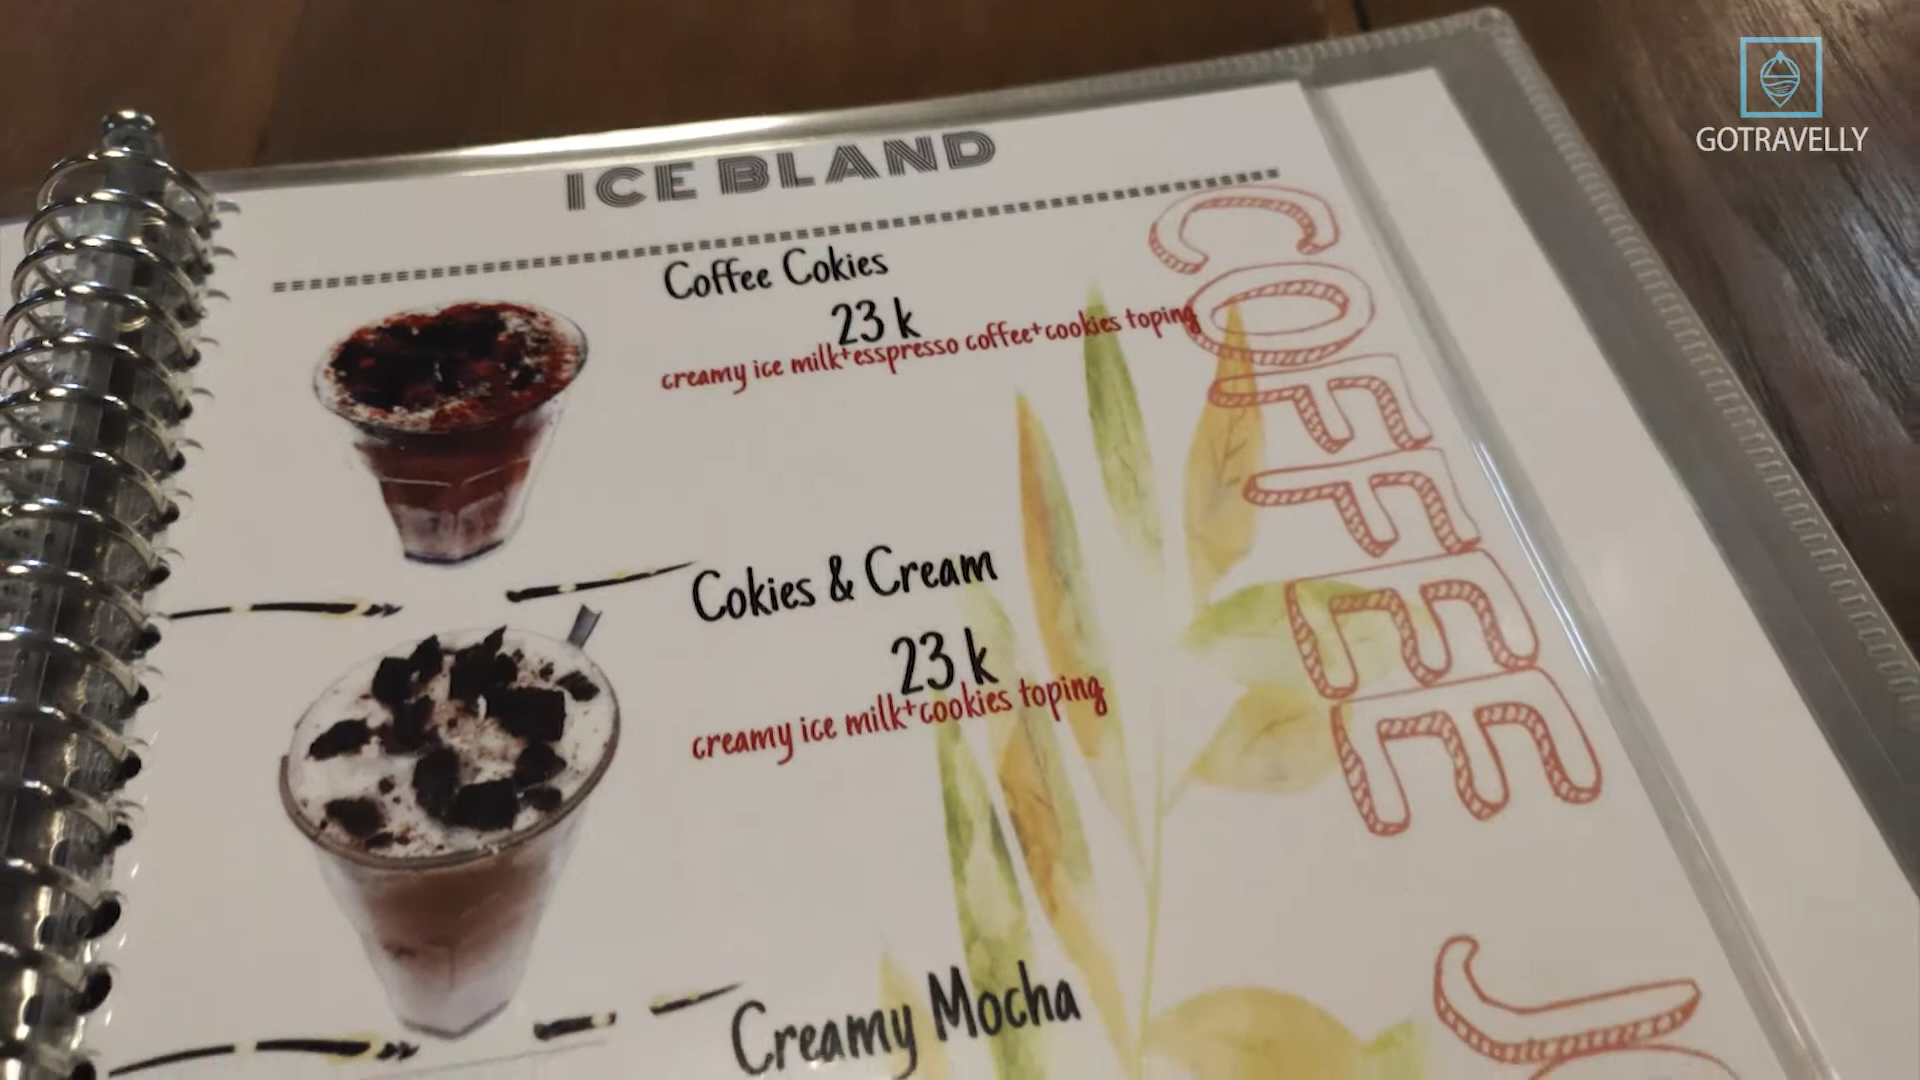 GOTRAVELLY
ICE BLAND
Coffee Cokies
23 k
creamy ice milk+esspresso coffee+cookies toping
Cokies & Cream
23 k
creamy ice milk+cookies toping
Creamy Mocha
COFFEE